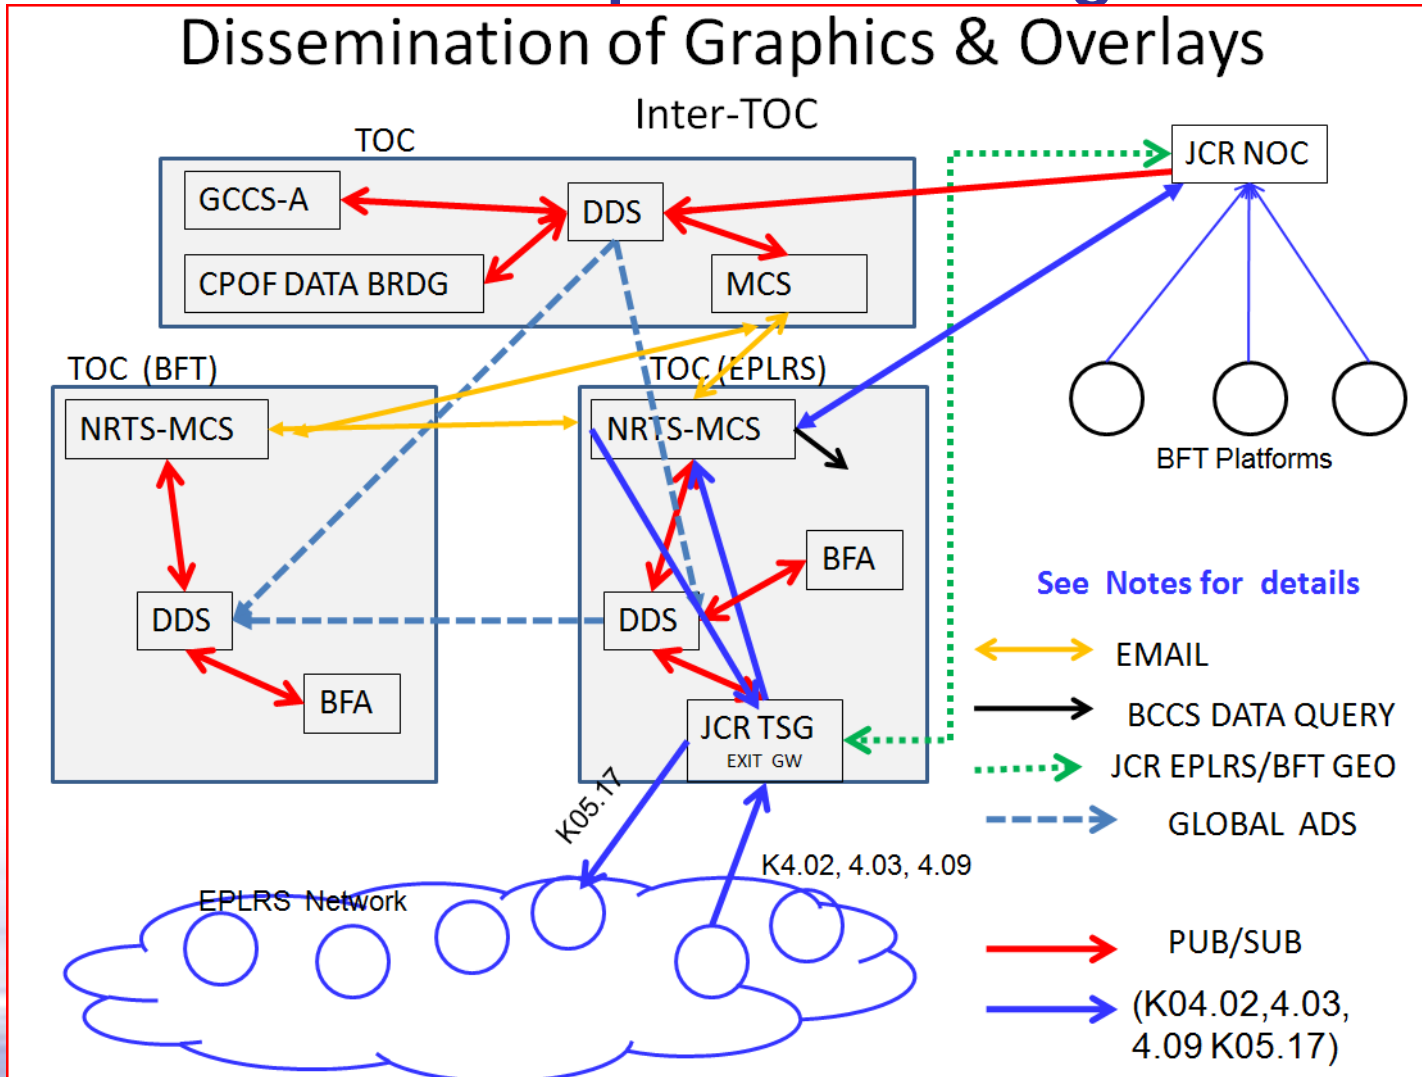 Dissemination of Graphics & Overlays
Inter-TOC
TOC
JCR NOC
GCCS-A
DDS
CPOF DATA BRDG
MCS
TOC (BFT)
TOC (EPLRS)
NRTS-MCS
NRTS-MCS
BFT Platforms
BFA
See Notes for details
DDS
DDS
EMAIL
BFA
JCR TSG
EXIT GW
BCCS DATA QUERY
JCR EPLRS/BFT GEO
K05.17
GLOBAL ADS
K4.02, 4.03, 4.09
EPLRS Network
PUB/SUB
(K04.02,4.03,
4.09 K05.17)